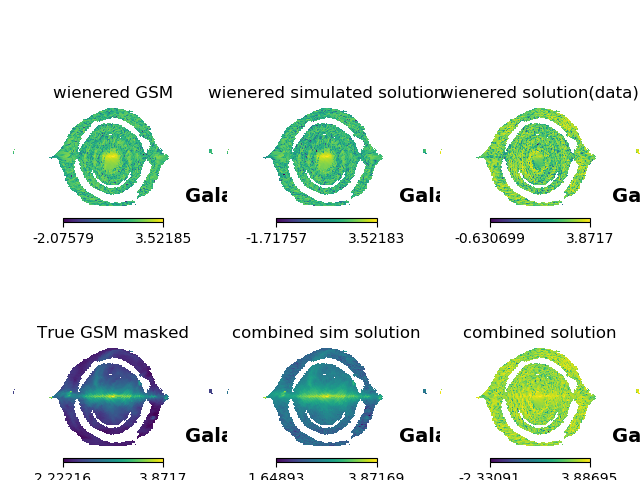 wienered GSM
wienered simulated solution
wienered solution(data)
Gala
Gala
Ga
-2.07579 3.52185
-1.71757 3.52183
-0.630699 3.8717
True GSM masked
combined sim solution
combined solution
Gala
Gala
Ga
2.22216 3.8717
1.64893 3.87169
-2.33091 3.88695